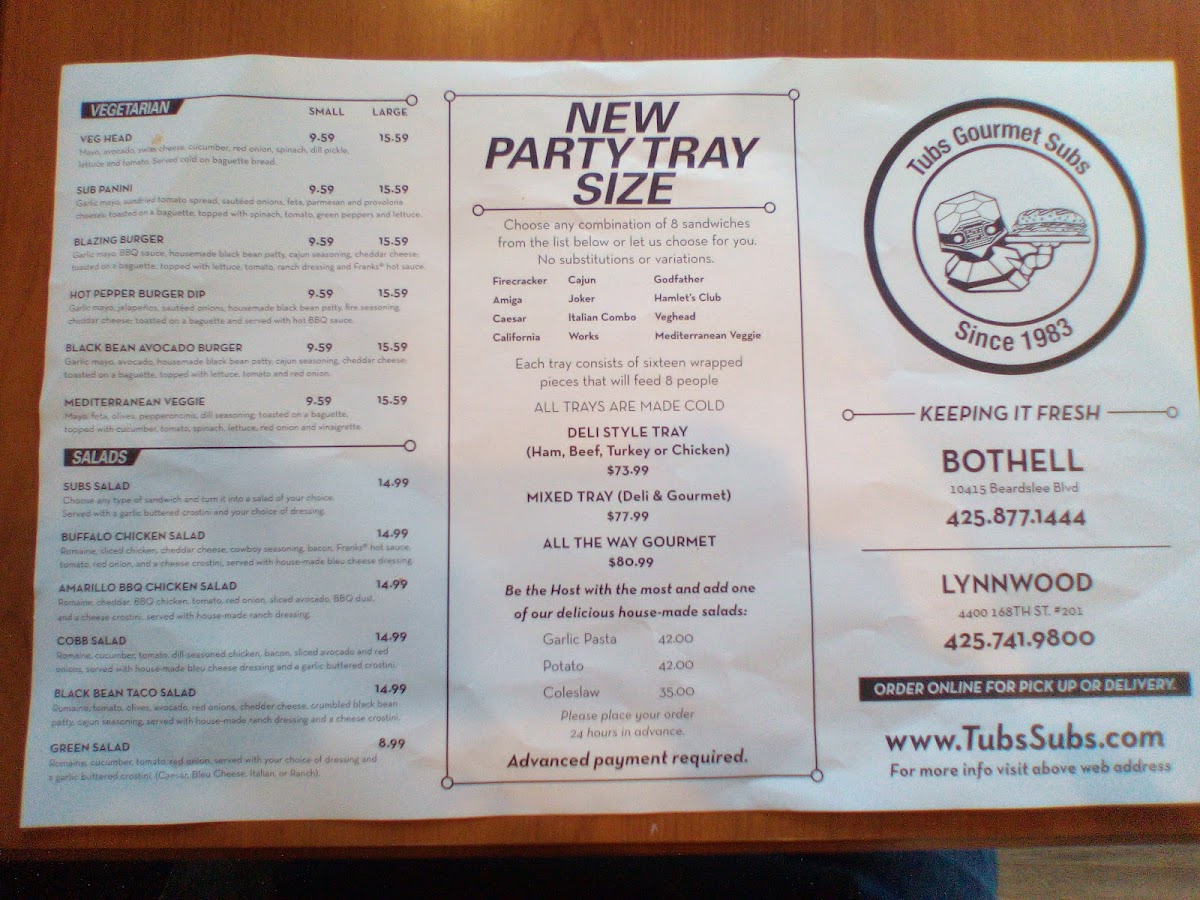 VEGETARIAN SMALL LARGE
VEG HEAD 9.59 15.59
Mayo, avocado, swiss cheese, cucumber, red onion, spinach, dill pickle,
lettuce and tomato. Served cold on baguette bread.
SUB PANINI 9.59 15.59
Garlic mayo, sundried tomato spread, sautéed onions, feta, parmesan and provolone
cheeses; toasted on a baguette, topped with spinach, tomato, green peppers and lettuce.
BLAZING BURGER 9.59 15.59
Garlic mayo BBQ sauce, housemade black bean patty, cajun seasoning, cheddar cheese;
toasted on a baguette, topped with lettuce, tomato, ranch dressing and Franks® hot sauce.
HOT PEPPER BURGER DIP 9.59 15.59
Garlic mayo, jalapeños, sautéed onions, housemade black bean patty, fire seasoning,
cheddar cheese; toasted on a baguette and served with hot BBQ sauce.
BLACK BEAN AVOCADO BURGER 9.59 15.59
Garlic mayo, avocado, housemade black bean patty, cajun seasoning, cheddar cheese;
toasted on a baguette, topped with lettuce, tomato and red onion.
MEDITERRANEAN VEGGIE 9.59 15.59
Mayo, feta, olives, pepperoncinis, dill seasoning; toasted on a baguette,
topped with cucumber, tomato, spinach, lettuce, red onion and vinaigrette.
SALADS
SUBS SALAD 14.99
Choose any type of sandwich and turn it into a salad of your choice.
Served with a garlic buttered crostini and your choice of dressing.
BUFFALO CHICKEN SALAD 14.99
Romaine, sliced chicken, cheddar cheese, cowboy seasoning, bacon, Franks® hot sauce,
tomato, red onion, and a cheese crostini, served with house-made bleu cheese dressing.
AMARILLO BBQ CHICKEN SALAD 14.99
Romaine, cheddar, BBQ chicken, tomato, red onion, sliced avocado, BBQ dust,
and a cheese crostini, served with house-made ranch dressing.
COBB SALAD 14.99
Romaine, cucumber, tomato, dill-seasoned chicken, bacon, sliced avocado and red
onions, served with house-made bleu cheese dressing and a garlic buttered crostini.
BLACK BEAN TACO SALAD 14.99
Romaine, tomato, olives, avocado, red onions, chedder cheese, crumbled black bean
patty, cajun seasoning, served with house-made ranch dressing and a cheese crostini.
GREEN SALAD 8.99
Romaine, cucumber, tomato, red onion, served with your choice of dressing and
a garlic buttered crostini. (Caesar, Bleu Cheese, Italian, or Ranch).
NEW
PARTY TRAY
SIZE
Choose any combination of 8 sandwiches
from the list below or let us choose for you.
No substitutions or variations.
Firecracker Cajun Godfather
Amiga Joker Hamlet's Club
Caesar Italian Combo Veghead
California Works Mediterranean Veggie
Each tray consists of sixteen wrapped
pieces that will feed 8 people
ALL TRAYS ARE MADE COLD
DELI STYLE TRAY
(Ham, Beef, Turkey or Chicken)
$73.99
MIXED TRAY (Deli & Gourmet)
$77.99
ALL THE WAY GOURMET
$80.99
Be the Host with the most and add one
of our delicious house-made salads:
Garlic Pasta 42.00
Potato 42.00
Coleslaw 35.00
Please place your order
24 hours in advance.
Advanced payment required.
Tubs Gourmet Subs
Since 1983
KEEPING IT FRESH
BOTHELL
10415 Beardslee Blvd
425.877.1444
LYNNWOOD
4400 168TH ST. #201
425.741.9800
ORDER ONLINE FOR PICK UP OR DELIVERY.
www.TubsSubs.com
For more info visit above web address